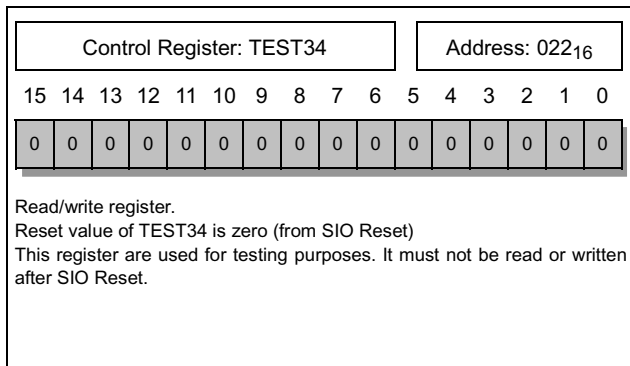 Control Register: TEST34 Address: 022₁₆
15 14 13 12 11 10 9 8 7 6 5 4 3 2 1 0
0 0 0 0 0 0 0 0 0 0 0 0 0 0 0 0
Read/write register.
Reset value of TEST34 is zero (from SIO Reset)
This register are used for testing purposes. It must not be read or written
after SIO Reset.